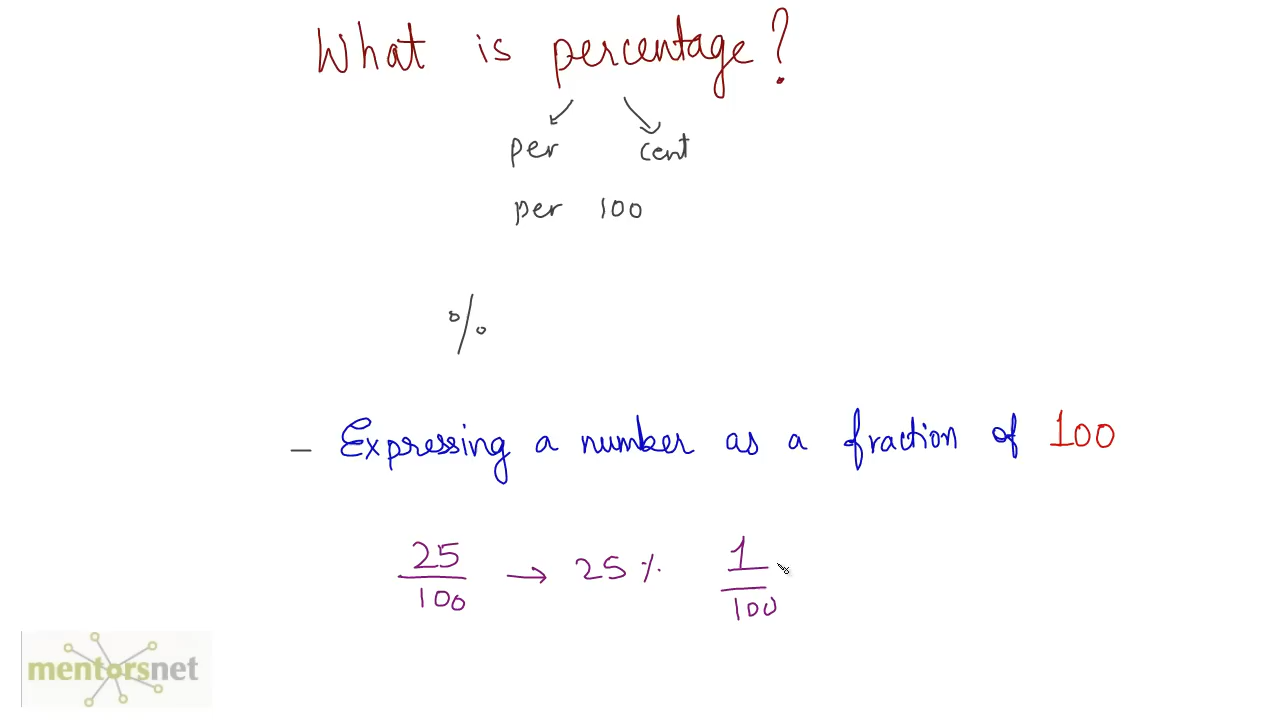 What is percentage?
per cent
per 100
%
– Expressing a number as a fraction of 100
25/100 → 25% 1/100
mentorsnet